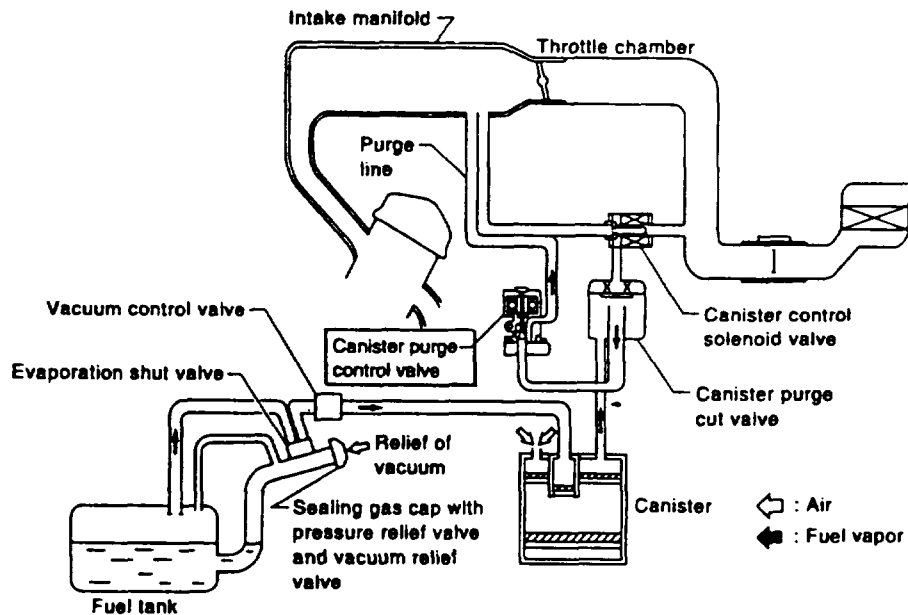 Intake manifold
Throttle chamber
Purge
line
Vacuum control valve
Canister purge
control valve
Canister control
solenoid valve
Evaporation shut valve
Canister purge
cut valve
Relief of
vacuum
Sealing gas cap with
pressure relief valve
and vacuum relief
valve
Canister
: Air
: Fuel vapor
Fuel tank